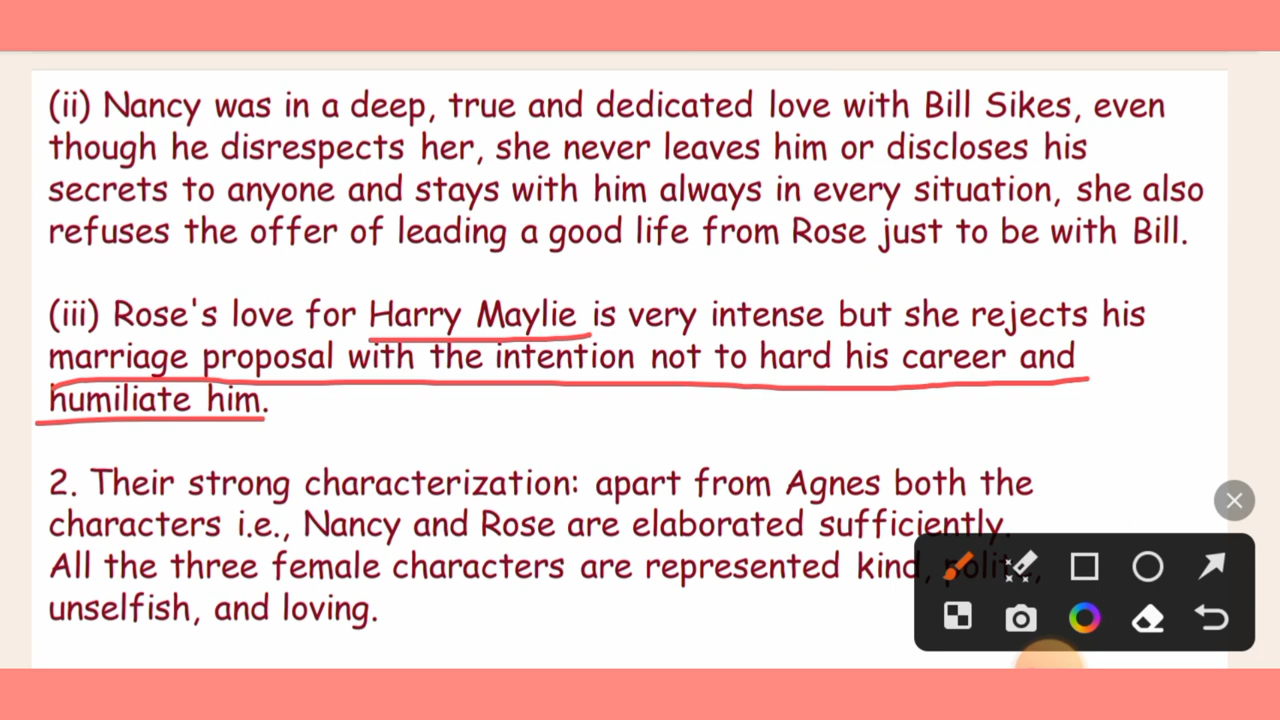 (ii) Nancy was in a deep, true and dedicated love with Bill Sikes, even
though he disrespects her, she never leaves him or discloses his
secrets to anyone and stays with him always in every situation, she also
refuses the offer of leading a good life from Rose just to be with Bill.
(iii) Rose's love for Harry Maylie is very intense but she rejects his
marriage proposal with the intention not to hard his career and
humiliate him.
2. Their strong characterization: apart from Agnes both the
characters i.e., Nancy and Rose are elaborated sufficiently.
All the three female characters are represented kind, polite,
unselfish, and loving.